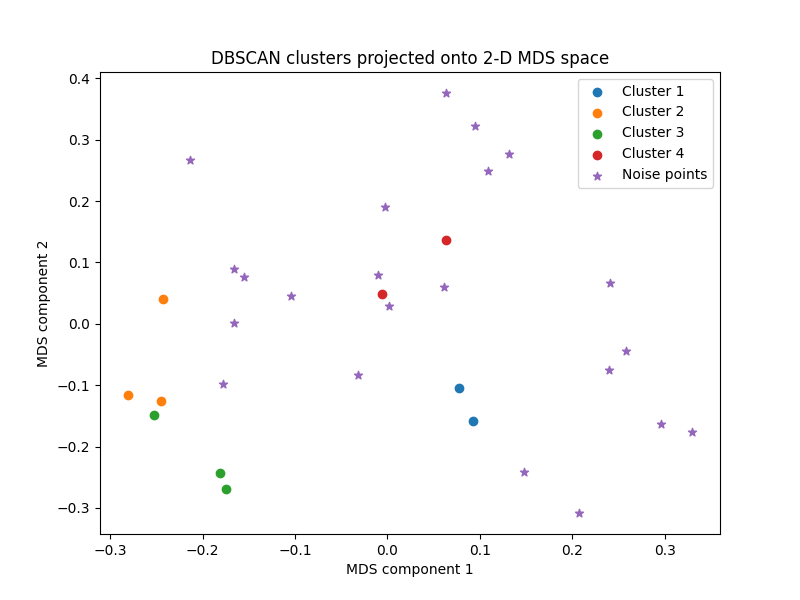 DBSCAN clusters projected onto 2-D MDS space
Cluster 1
Cluster 2
Cluster 3
Cluster 4
Noise points
MDS component 2
0.4
0.3
0.2
0.1
0.0
−0.1
−0.2
−0.3
−0.3
−0.2
−0.1
0.0
0.1
0.2
0.3
MDS component 1